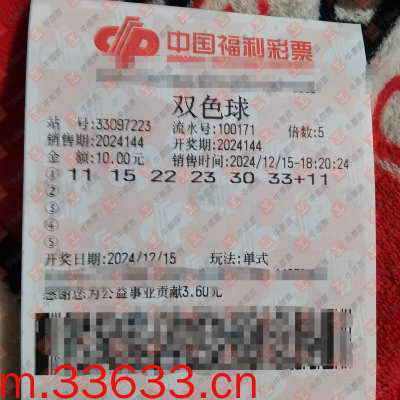 中国福利彩票
双色球
站 号:33097223 流水号:100171 倍数:5
销售期:2024144 开奖期:2024144
金 额:10.00元 销售时间:2024/12/15-18:20:24
① 11 15 22 23 30 33+11
②
③
④
⑤
开奖日期:2024/12/15 玩法:单式
感谢您为公益事业贡献3.60元
m.33633.cn